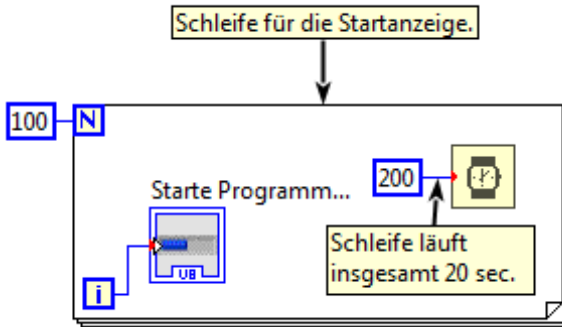 Schleife für die Startanzeige.
100
N
Starte Programm...
200
U8
i
Schleife läuft
insgesamt 20 sec.